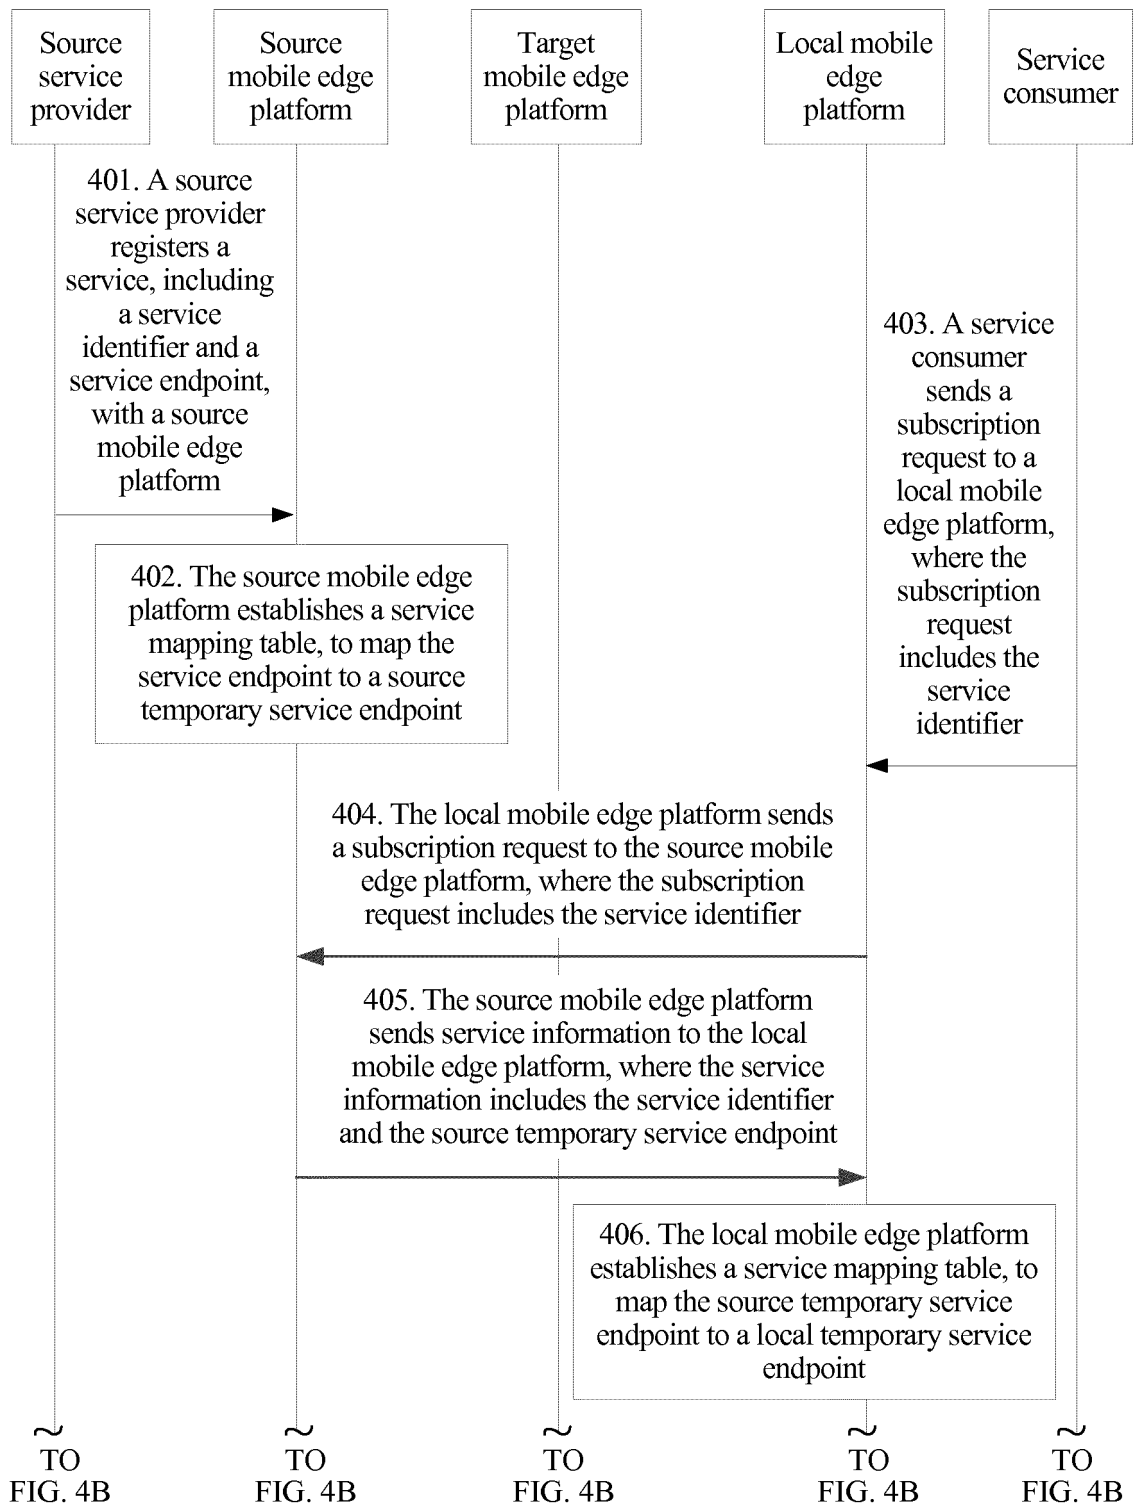 Source
service
provider
Source
mobile edge
platform
Target
mobile edge
platform
Local mobile
edge
platform
Service
consumer
401. A source
service provider
registers a
service, including
a service
identifier and a
service endpoint,
with a source
mobile edge
platform
402. The source mobile edge
platform establishes a service
mapping table, to map the
service endpoint to a source
temporary service endpoint
403. A service
consumer
sends a
subscription
request to a
local mobile
edge platform,
where the
subscription
request
includes the
service
identifier
404. The local mobile edge platform sends
a subscription request to the source mobile
edge platform, where the subscription
request includes the service identifier
405. The source mobile edge platform
sends service information to the local
mobile edge platform, where the service
information includes the service identifier
and the source temporary service endpoint
406. The local mobile edge platform
establishes a service mapping table, to
map the source temporary service
endpoint to a local temporary service
endpoint
TO
FIG. 4B
TO
FIG. 4B
TO
FIG. 4B
TO
FIG. 4B
TO
FIG. 4B